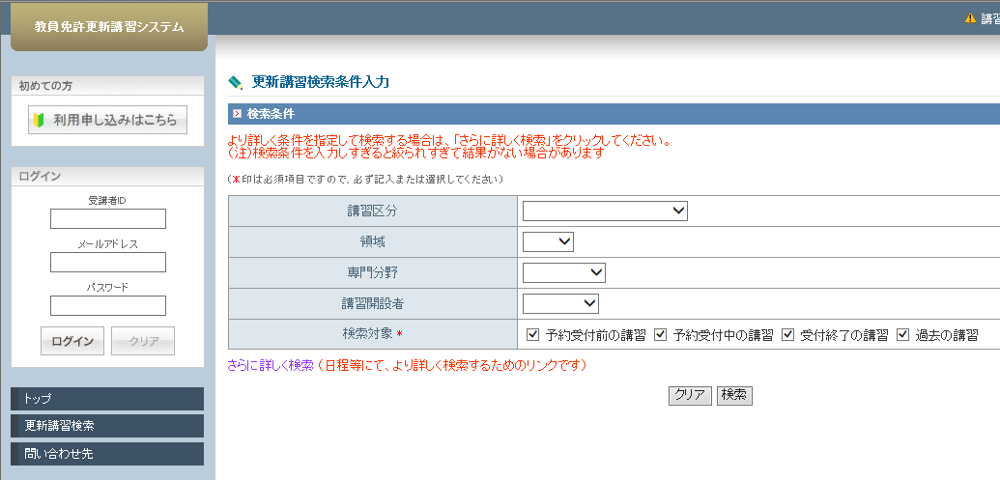 教員免許更新講習システム
講習
初めての方
利用申し込みはこちら
ログイン
受講者ID
メールアドレス
パスワード
ログイン クリア
トップ
更新講習検索
問い合わせ先
更新講習検索条件入力
検索条件
より詳しく条件を指定して検索する場合は、「さらに詳しく検索」をクリックしてください。
(注)検索条件を入力しすぎると絞られすぎて結果がない場合があります
(*印は必須項目ですので、必ず記入または選択してください)
講習区分
領域
専門分野
講習開設者
検索対象 * 予約受付前の講習 予約受付中の講習 受付終了の講習 過去の講習
さらに詳しく検索 (日程等にて、より詳しく検索するためのリンクです)
クリア 検索